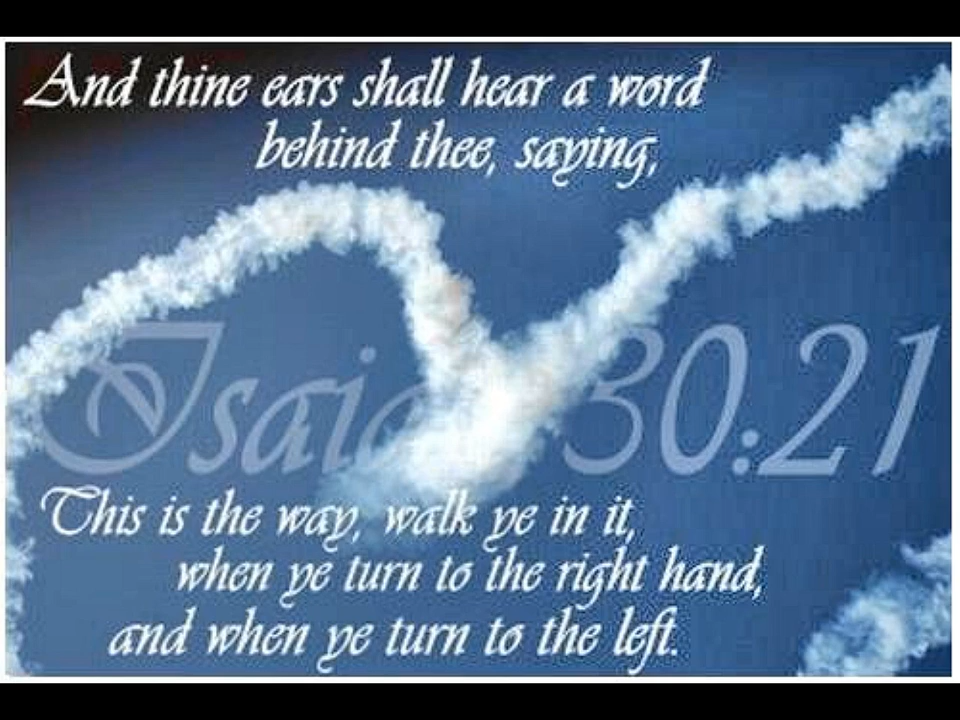 And thine ears shall hear a word
behind thee, saying,
Isaiah 30:21
This is the way, walk ye in it,
when ye turn to the right hand,
and when ye turn to the left.